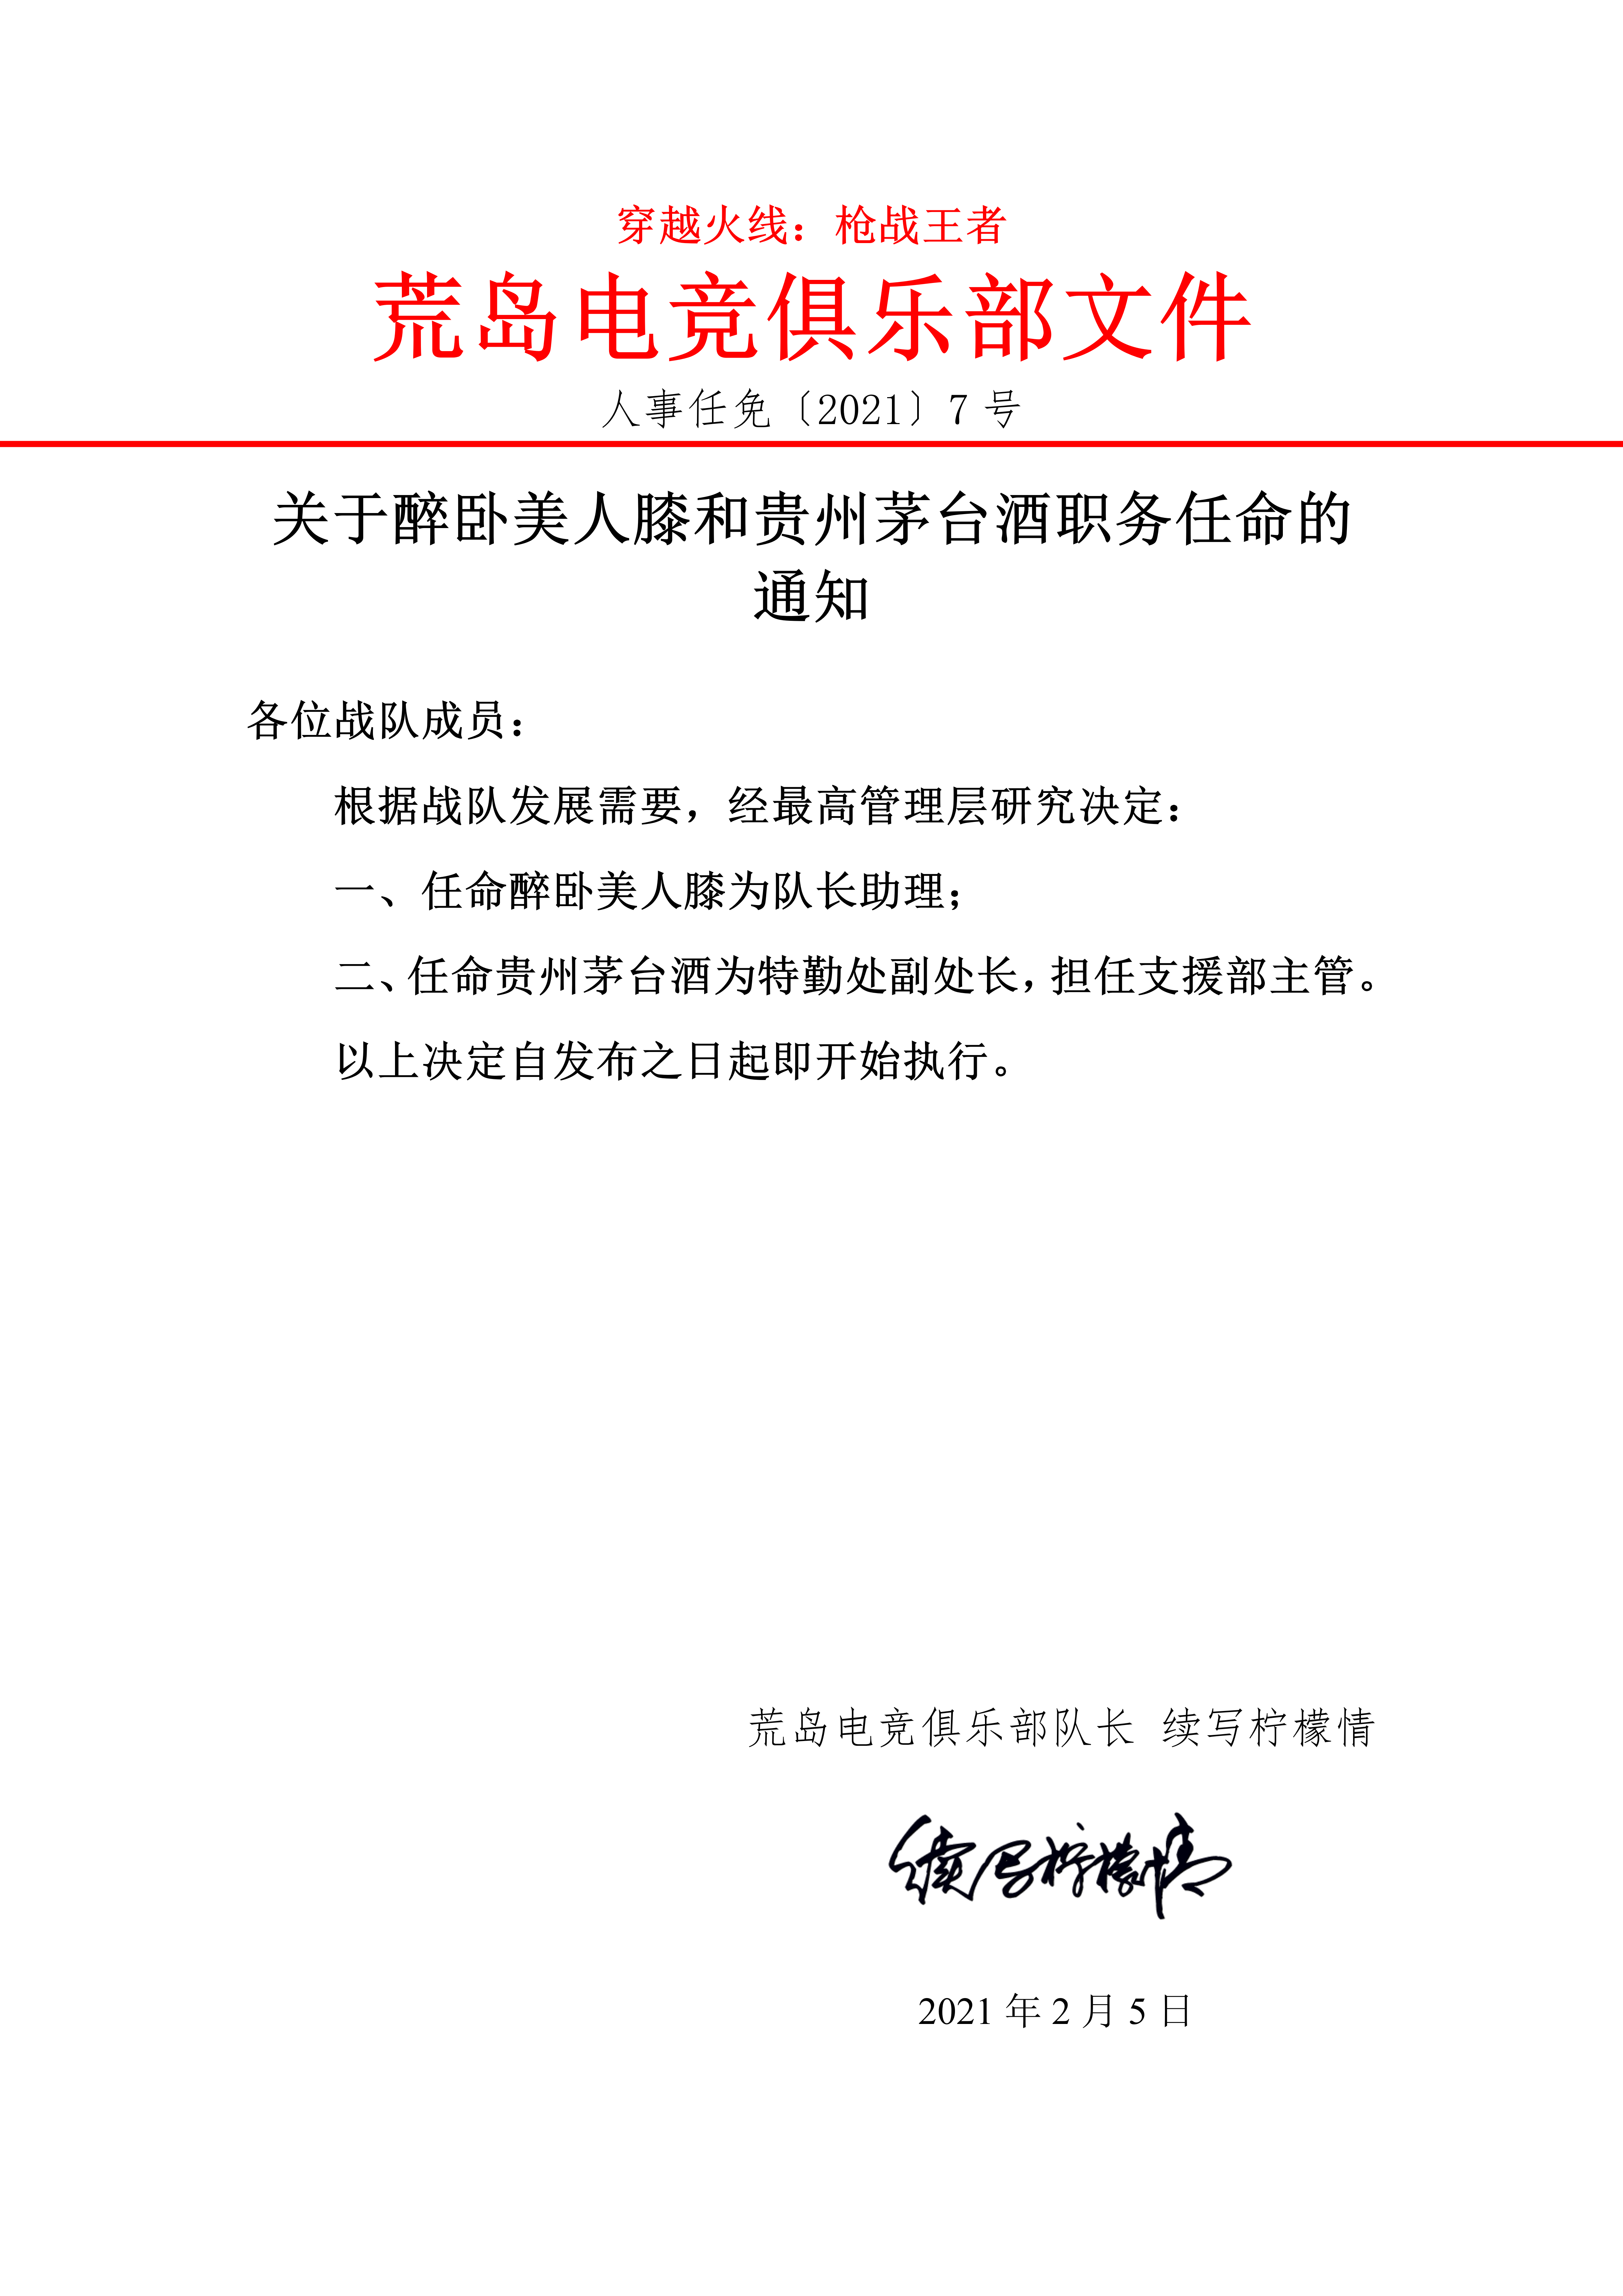 穿越火线：枪战王者
荒岛电竞俱乐部文件
人事任免〔2021〕7 号
关于醉卧美人膝和贵州茅台酒职务任命的
通知
各位战队成员：
根据战队发展需要，经最高管理层研究决定：
一、任命醉卧美人膝为队长助理；
二、任命贵州茅台酒为特勤处副处长，担任支援部主管。
以上决定自发布之日起即开始执行。
荒岛电竞俱乐部队长 续写柠檬情
续写柠檬情
2021 年 2 月 5 日